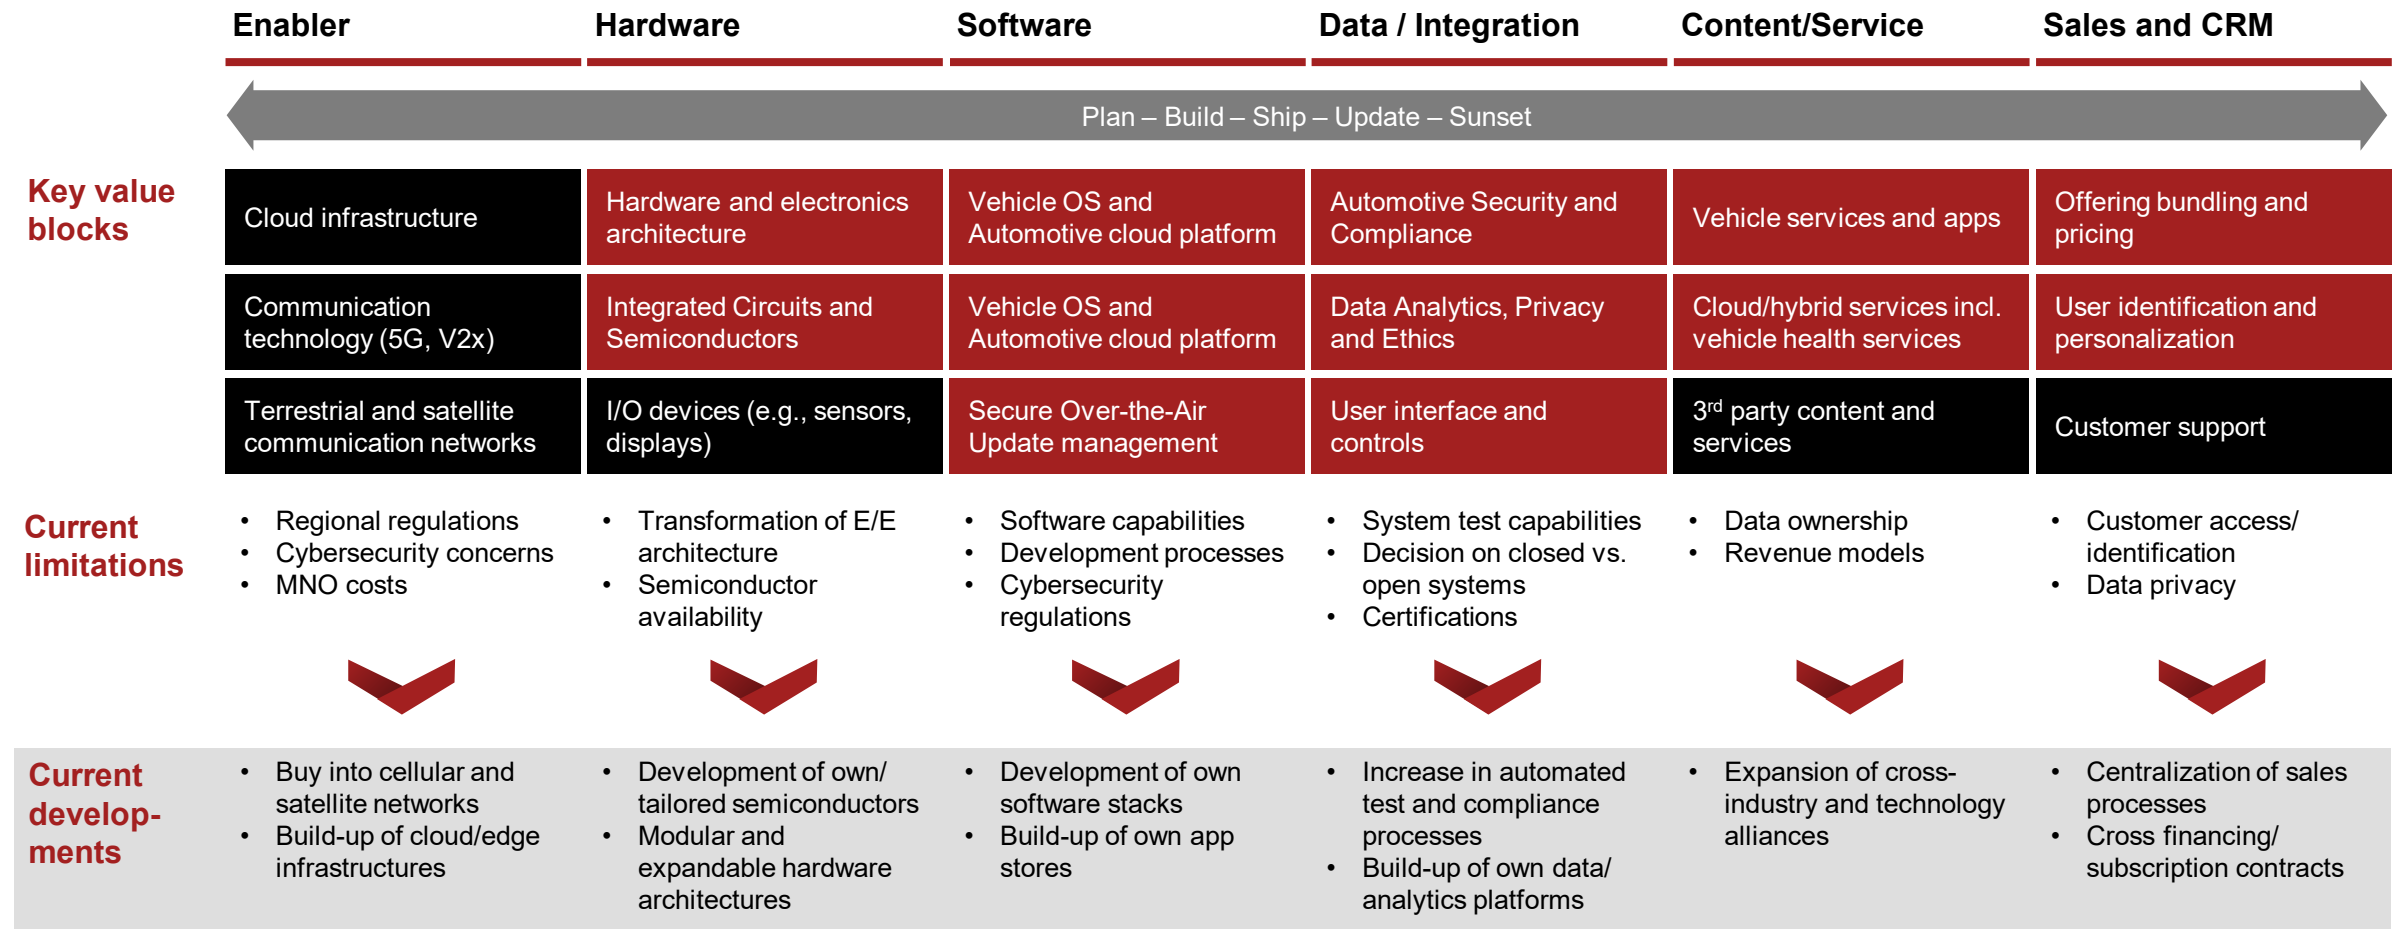 Enabler
Hardware
Software
Data / Integration
Content/Service
Sales and CRM
Plan – Build – Ship – Update – Sunset
Key value
blocks
Cloud infrastructure
Hardware and electronics
architecture
Vehicle OS and
Automotive cloud platform
Automotive Security and
Compliance
Vehicle services and apps
Offering bundling and
pricing
Communication
technology (5G, V2x)
Integrated Circuits and
Semiconductors
Vehicle OS and
Automotive cloud platform
Data Analytics, Privacy
and Ethics
Cloud/hybrid services incl.
vehicle health services
User identification and
personalization
Terrestrial and satellite
communication networks
I/O devices (e.g., sensors,
displays)
Secure Over-the-Air
Update management
User interface and
controls
3rd party content and
services
Customer support
Current
limitations
• Regional regulations
• Cybersecurity concerns
• MNO costs
• Transformation of E/E
architecture
• Semiconductor
availability
• Software capabilities
• Development processes
• Cybersecurity
regulations
• System test capabilities
• Decision on closed vs.
open systems
• Certifications
• Data ownership
• Revenue models
• Customer access/
identification
• Data privacy
Current
develop-
ments
• Buy into cellular and
satellite networks
• Build-up of cloud/edge
infrastructures
• Development of own/
tailored semiconductors
• Modular and
expandable hardware
architectures
• Development of own
software stacks
• Build-up of own app
stores
• Increase in automated
test and compliance
processes
• Build-up of own data/
analytics platforms
• Expansion of cross-
industry and technology
alliances
• Centralization of sales
processes
• Cross financing/
subscription contracts